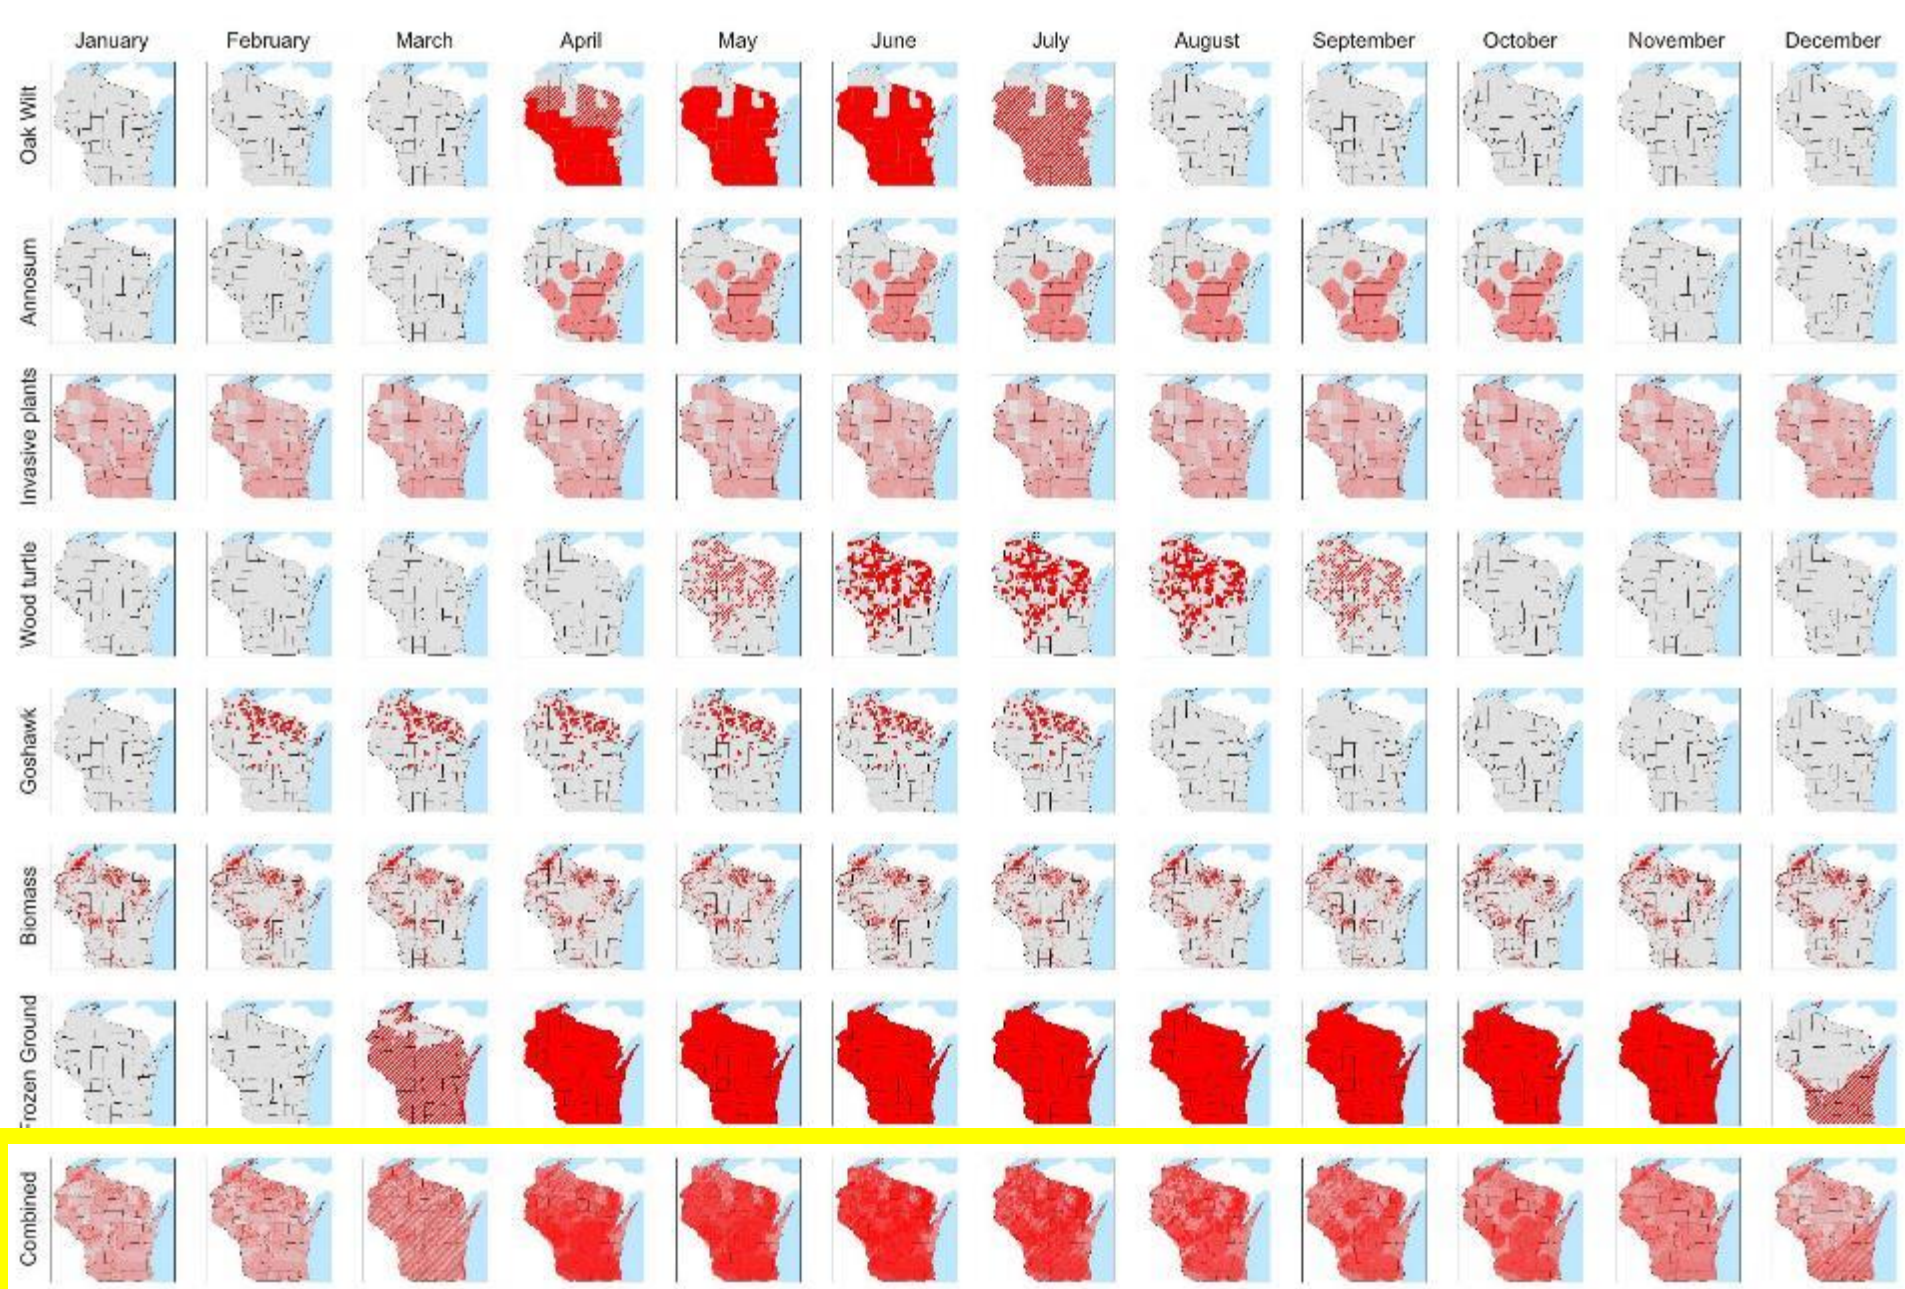 January February March April May June July August September October November December
Oak Wilt
Annosum
Invasive plants
Wood turtle
Goshawk
Biomass
Frozen Ground
Combined